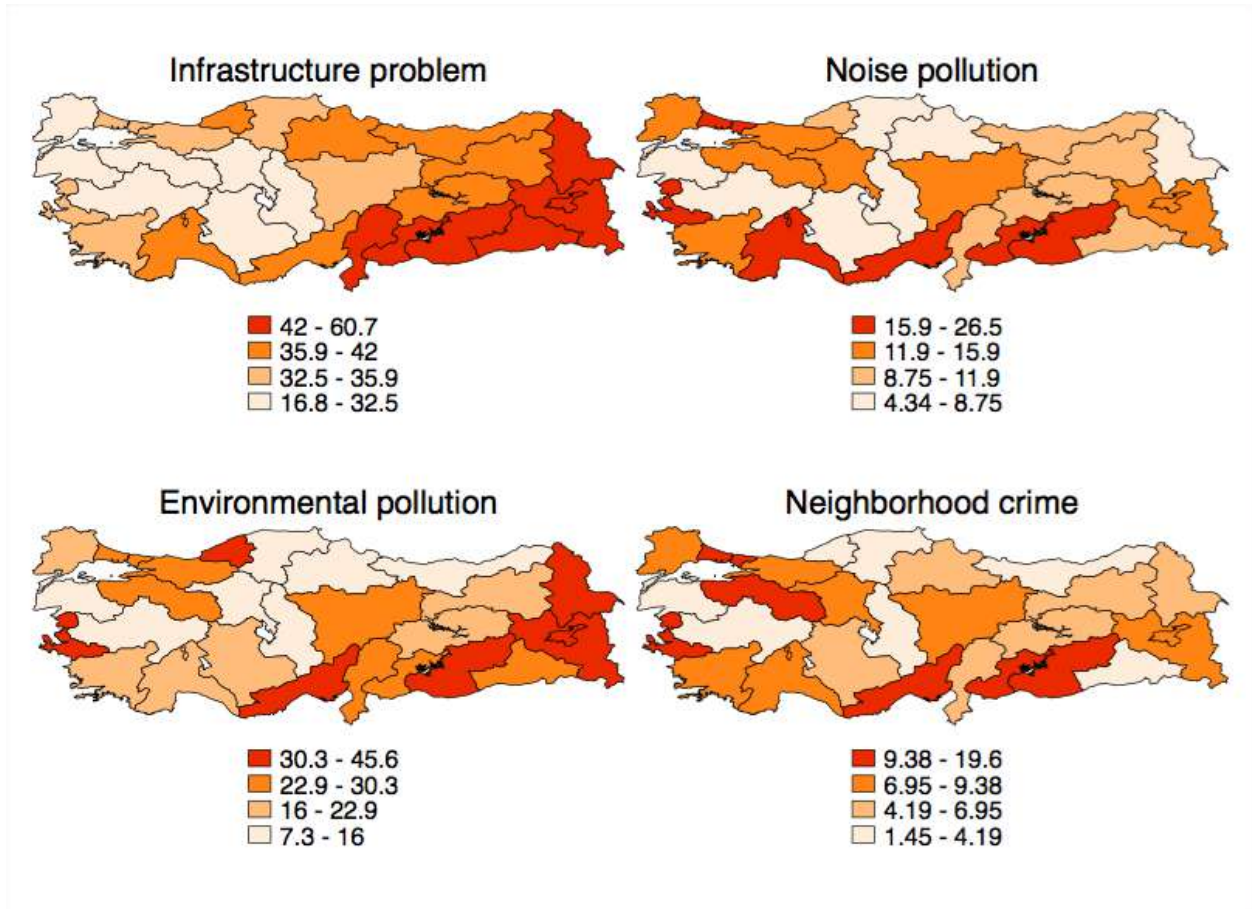 Infrastructure problem
Noise pollution
42 - 60.7
35.9 - 42
32.5 - 35.9
16.8 - 32.5
15.9 - 26.5
11.9 - 15.9
8.75 - 11.9
4.34 - 8.75
Environmental pollution
Neighborhood crime
30.3 - 45.6
22.9 - 30.3
16 - 22.9
7.3 - 16
9.38 - 19.6
6.95 - 9.38
4.19 - 6.95
1.45 - 4.19